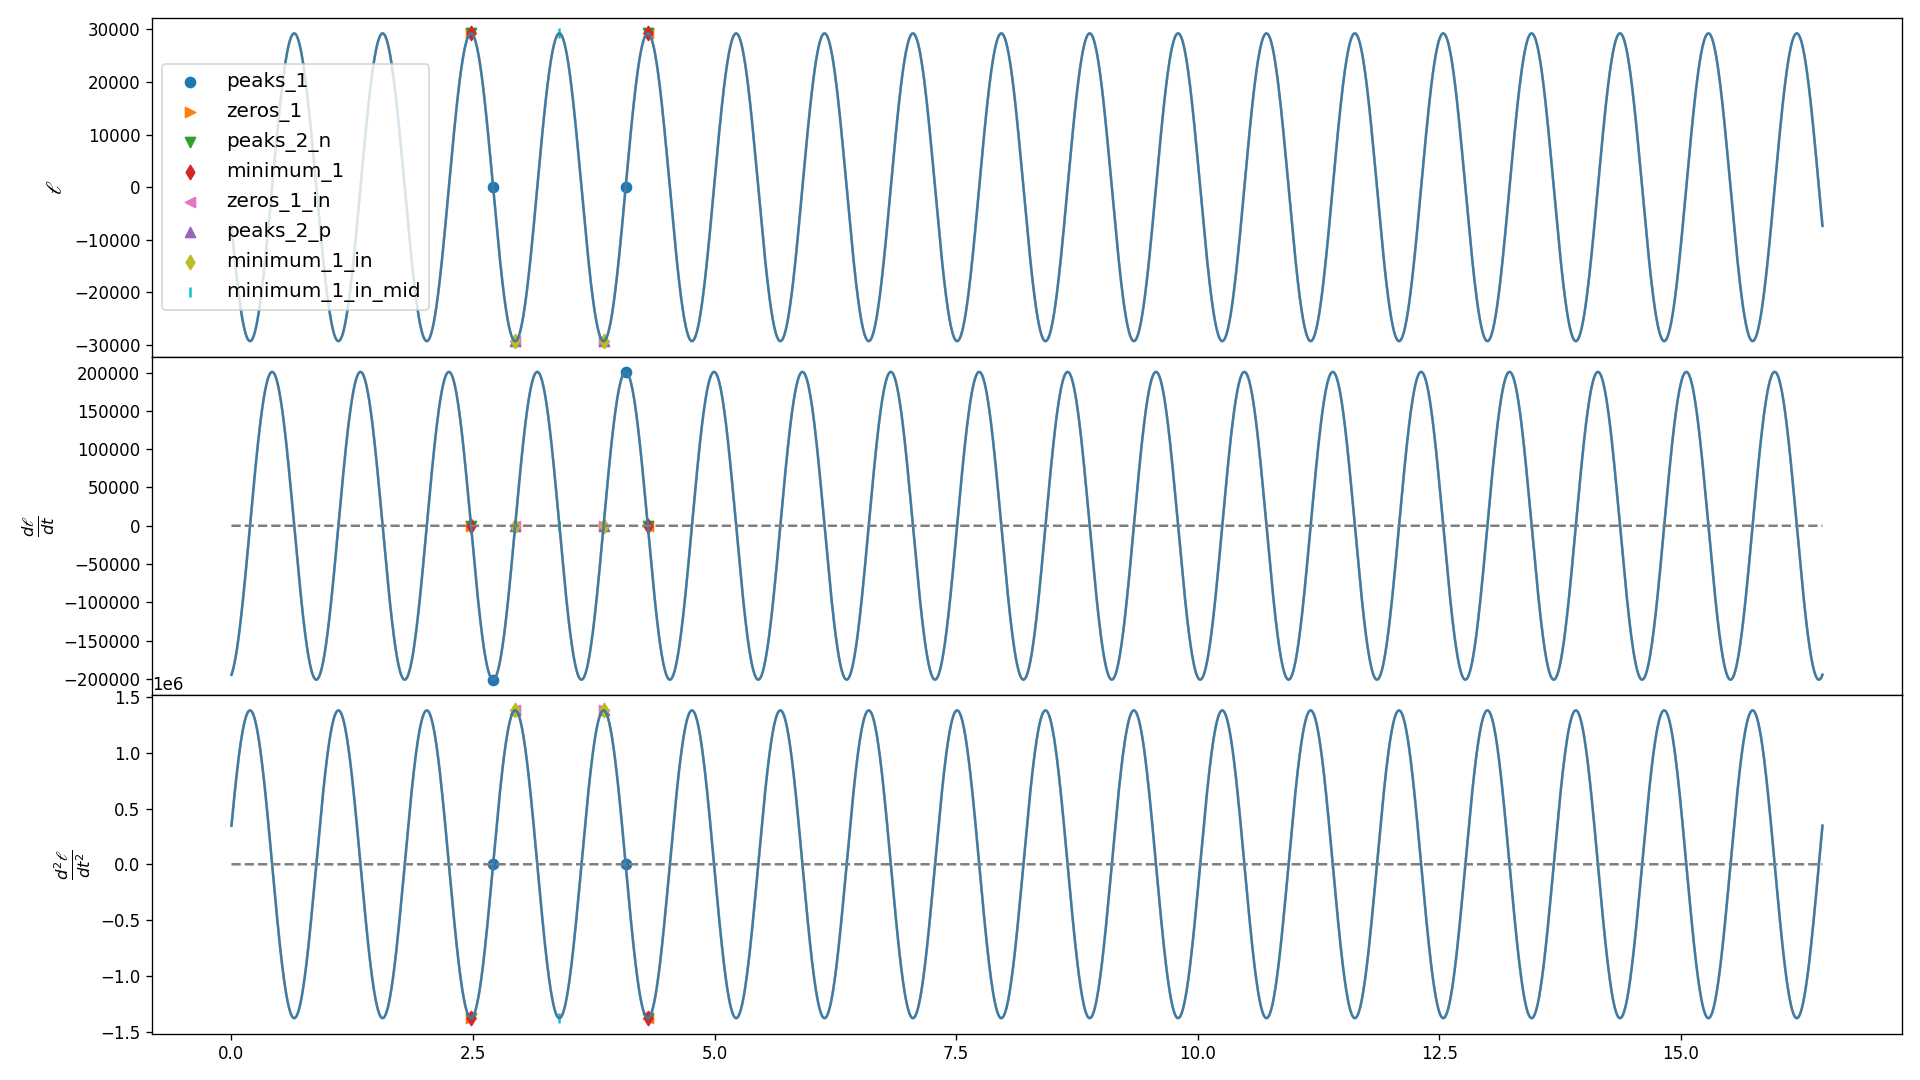 30000
20000
10000
0
−10000
−20000
−30000
ℓ
peaks_1
zeros_1
peaks_2_n
minimum_1
zeros_1_in
peaks_2_p
minimum_1_in
minimum_1_in_mid
200000
150000
100000
50000
0
−50000
−100000
−150000
−200000
dℓ
dt
1e6
1.5
1.0
0.5
0.0
−0.5
−1.0
−1.5
d²ℓ
dt²
0.0 2.5 5.0 7.5 10.0 12.5 15.0